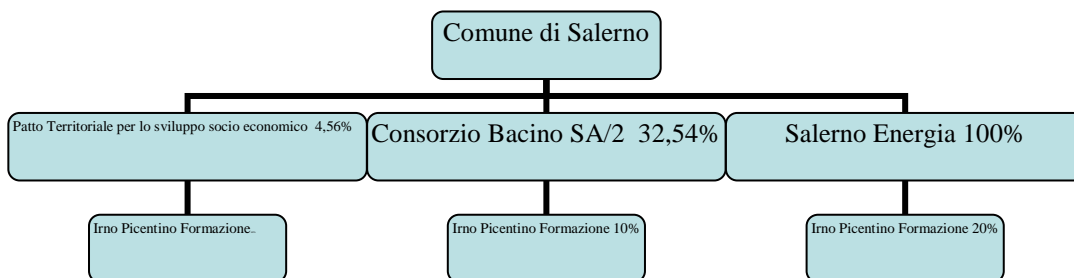 Comune di Salerno
Patto Territoriale per lo sviluppo socio economico 4,56%
Consorzio Bacino SA/2 32,54%
Salerno Energia 100%
Irno Picentino Formazione..
Irno Picentino Formazione 10%
Irno Picentino Formazione 20%